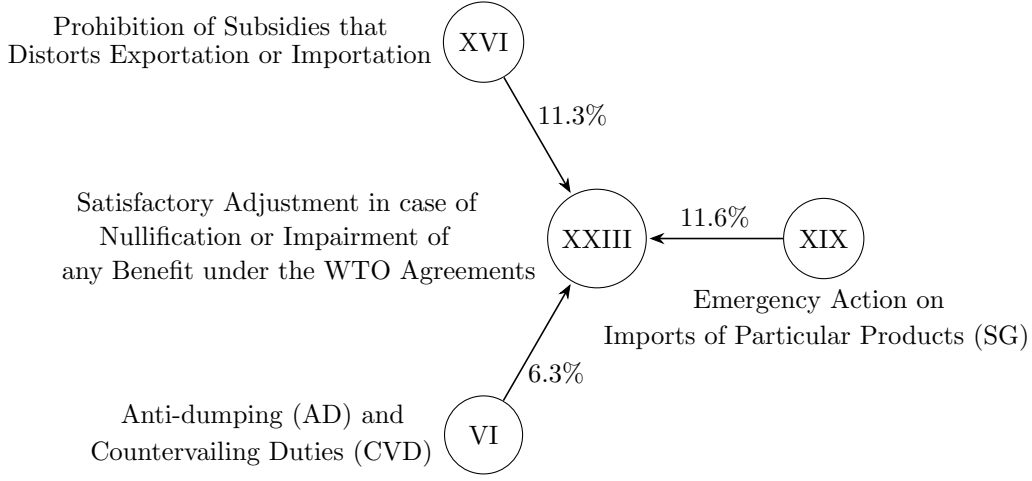 Prohibition of Subsidies that
Distorts Exportation or Importation
XVI
11.3%
Satisfactory Adjustment in case of
Nullification or Impairment of
any Benefit under the WTO Agreements
XXIII
11.6%
XIX
Emergency Action on
Imports of Particular Products (SG)
6.3%
Anti-dumping (AD) and
Countervailing Duties (CVD)
VI